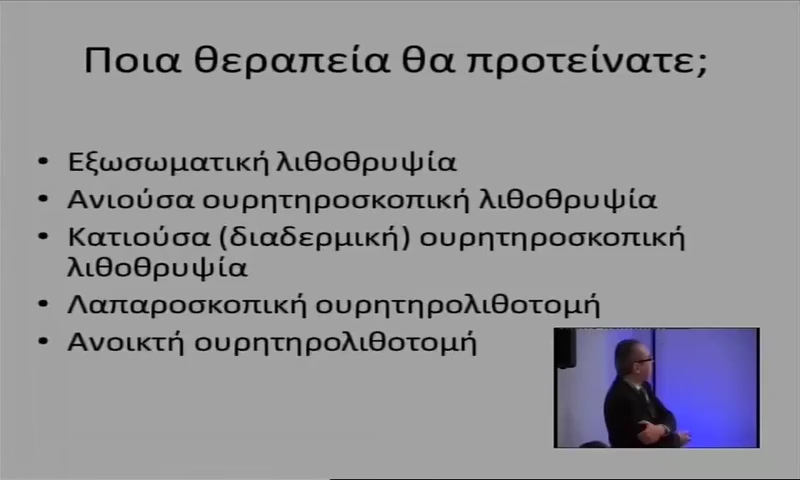 Ποια θεραπεία θα προτείνατε;
• Εξωσωματική λιθοθρυψία
• Ανιούσα ουρητηροσκοπική λιθοθρυψία
• Κατιούσα (διαδερμική) ουρητηροσκοπική
λιθοθρυψία
• Λαπαροσκοπική ουρητηρολιθοτομή
• Ανοικτή ουρητηρολιθοτομή